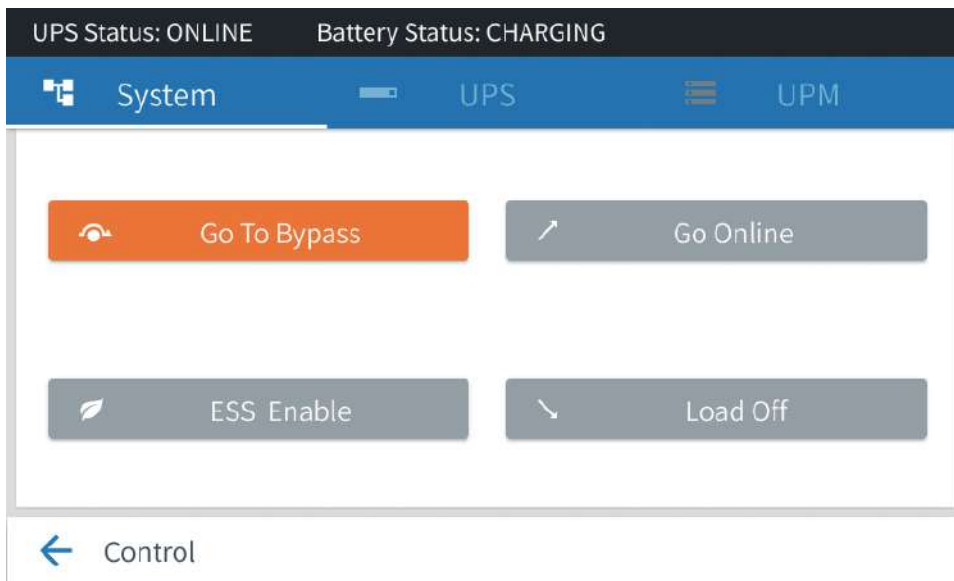 UPS Status: ONLINE Battery Status: CHARGING
System UPS UPM
Go To Bypass Go Online
ESS Enable Load Off
Control